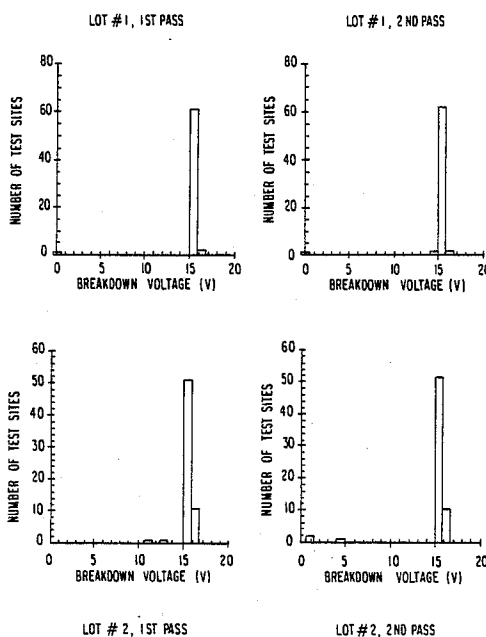 LOT #1, 1ST PASS
LOT #1, 2ND PASS
NUMBER OF TEST SITES
80
60
40
20
0
0 5 10 15 20
BREAKDOWN VOLTAGE (V)
NUMBER OF TEST SITES
80
60
40
20
0
0 5 10 15 20
BREAKDOWN VOLTAGE (V)
NUMBER OF TEST SITES
60
50
40
30
20
10
0
0 5 10 15 20
BREAKDOWN VOLTAGE (V)
NUMBER OF TEST SITES
60
50
40
30
20
10
0
0 5 10 15 20
BREAKDOWN VOLTAGE (V)
LOT #2, 1ST PASS
LOT #2, 2ND PASS